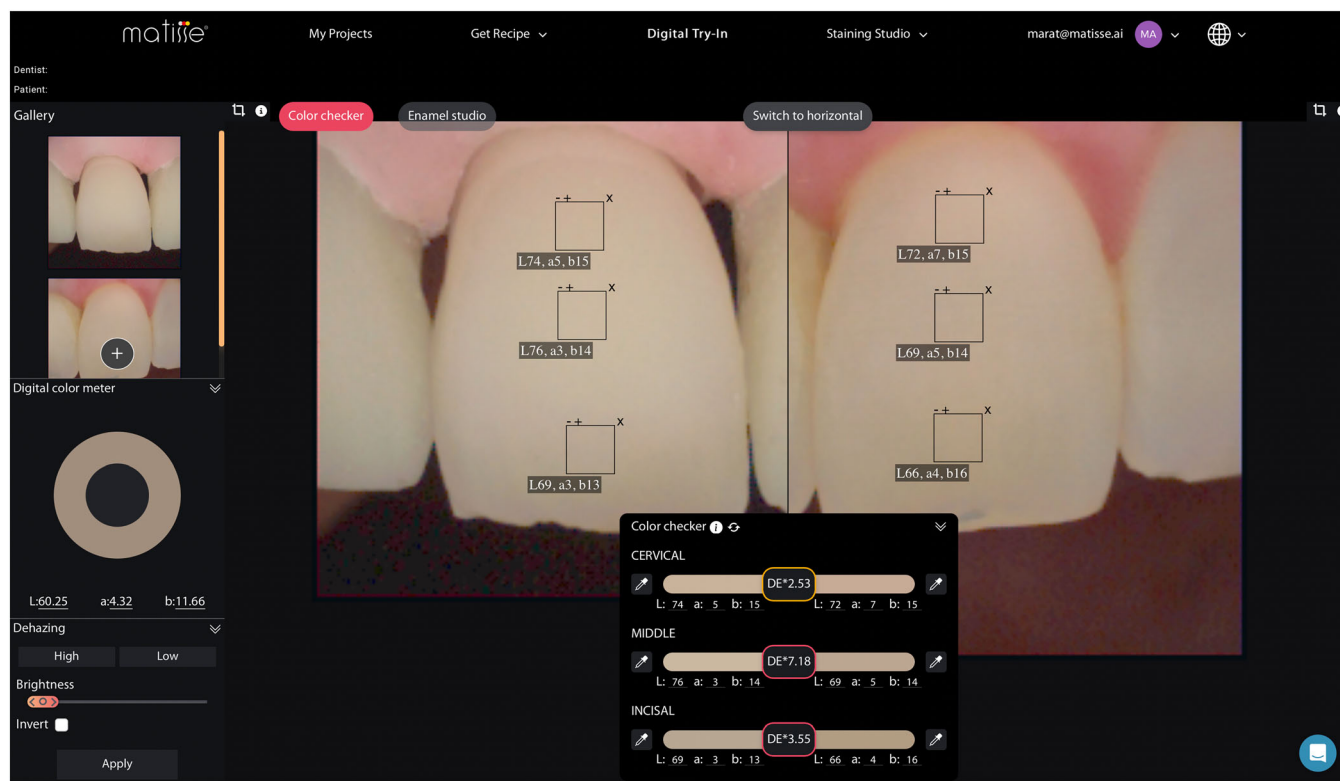 matisse
My Projects
Get Recipe
Digital Try-In
Staining Studio
marat@matisse.ai
MA
Dentist:
Patient:
Gallery
Color checker
Enamel studio
Switch to horizontal
- + x
L74, a5, b15
- + x
L76, a3, b14
- + x
L69, a3, b13
- + x
L72, a7, b15
- + x
L69, a5, b14
- + x
L66, a4, b16
Digital color meter
L:60.25 a:4.32 b:11.66
Dehazing
High Low
Brightness
Invert
Apply
Color checker
CERVICAL
DE*2.53
L: 74 a: 5 b: 15 L: 72 a: 7 b: 15
MIDDLE
DE*7.18
L: 76 a: 3 b: 14 L: 69 a: 5 b: 14
INCISAL
DE*3.55
L: 69 a: 3 b: 13 L: 66 a: 4 b: 16